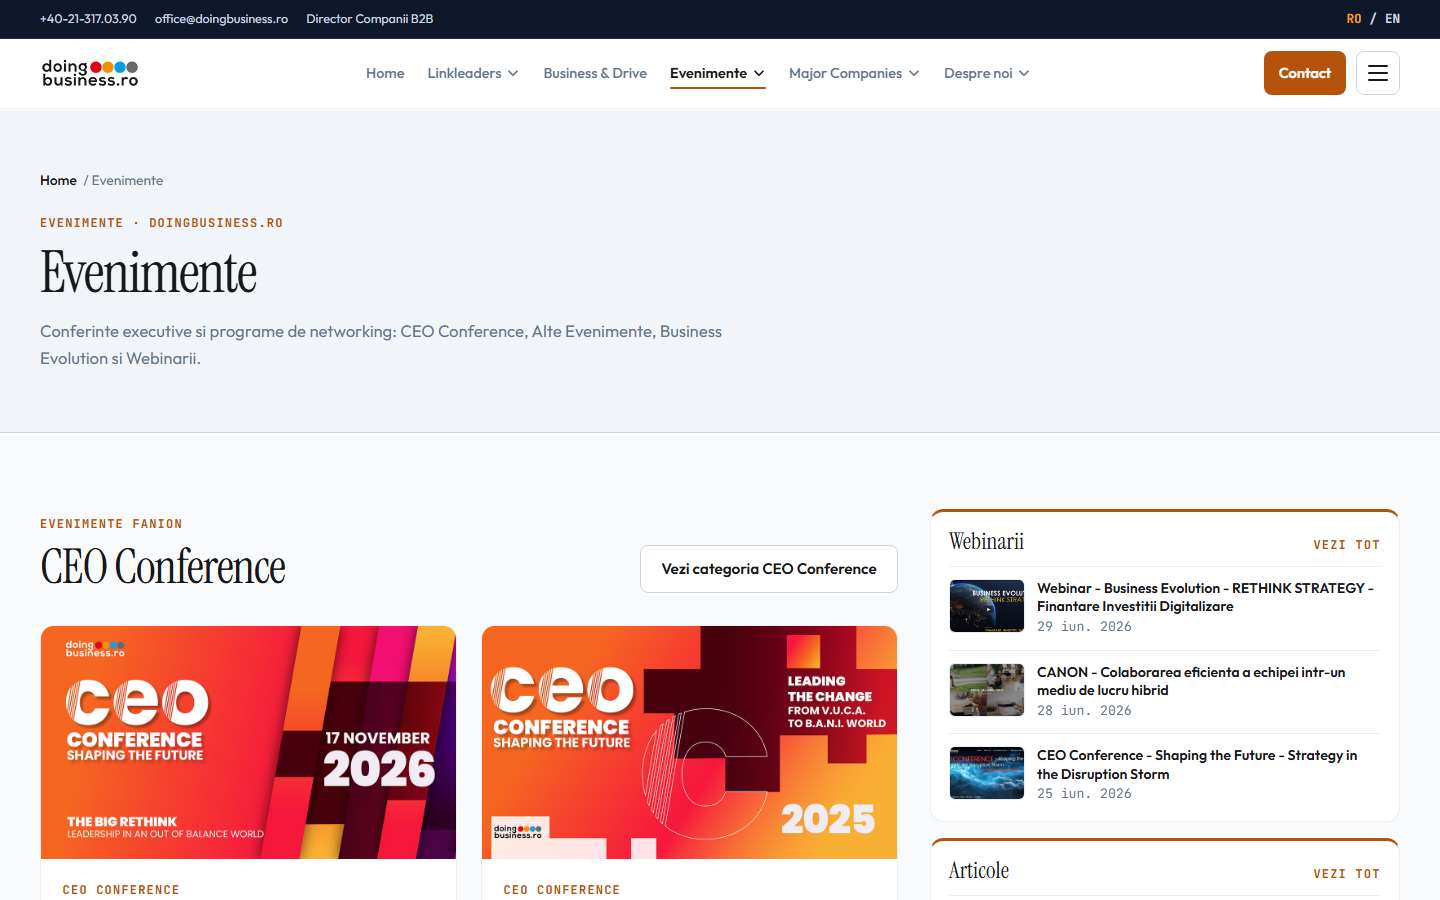 +40-21-317.03.90 office@doingbusiness.ro Director Companii B2B RO / EN
doing
business.ro
Home Linkleaders Business & Drive Evenimente Major Companies Despre noi Contact
Home / Evenimente
EVENIMENTE · DOINGBUSINESS.RO
Evenimente
Conferinte executive si programe de networking: CEO Conference, Alte Evenimente, Business
Evolution si Webinarii.
EVENIMENTE FANION
CEO Conference
Vezi categoria CEO Conference
doing
business.ro
ceo
CONFERENCE
SHAPING THE FUTURE
17 NOVEMBER
2026
THE BIG RETHINK
LEADERSHIP IN AN OUT OF BALANCE WORLD
CEO CONFERENCE
ceo
CONFERENCE
SHAPING THE FUTURE
LEADING
THE CHANGE
FROM V.U.C.A.
TO B.A.N.I. WORLD
2025
doing
business.ro
CEO CONFERENCE
Webinarii VEZI TOT
Webinar - Business Evolution - RETHINK STRATEGY -
Finantare Investitii Digitalizare
29 iun. 2026
CANON - Colaborarea eficienta a echipei intr-un
mediu de lucru hibrid
28 iun. 2026
CEO Conference - Shaping the Future - Strategy in
the Disruption Storm
25 iun. 2026
Articole VEZI TOT